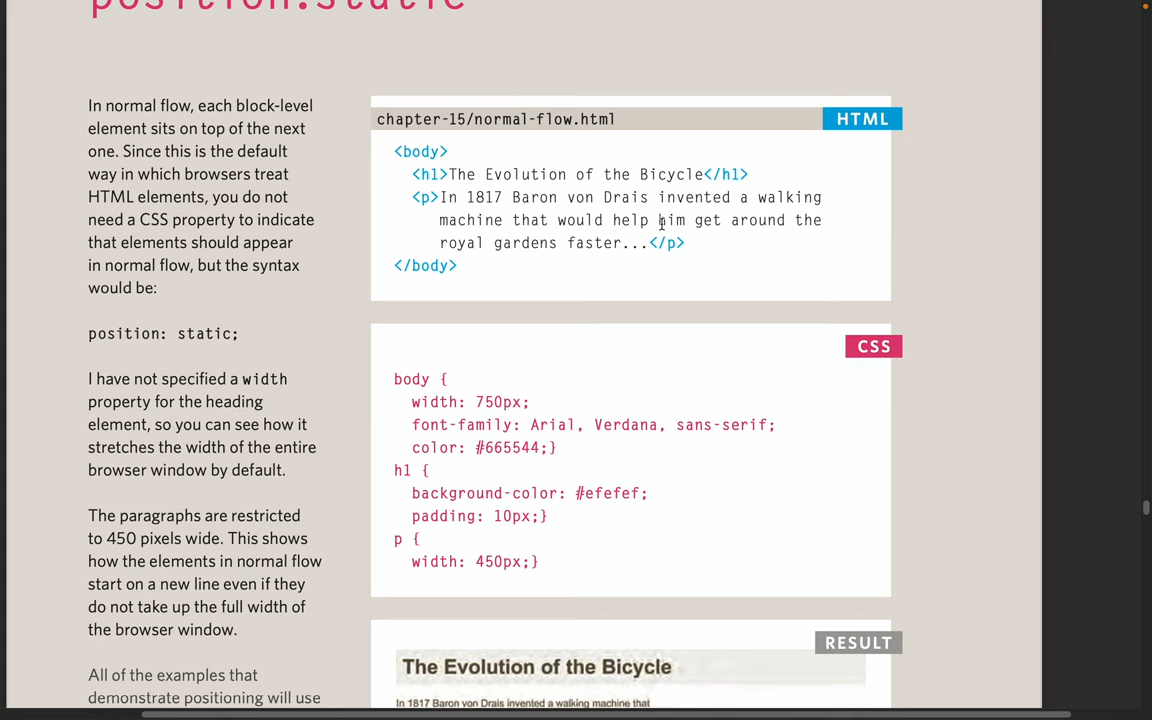 position:static
In normal flow, each block-level
element sits on top of the next
one. Since this is the default
way in which browsers treat
HTML elements, you do not
need a CSS property to indicate
that elements should appear
in normal flow, but the syntax
would be:
position: static;
I have not specified a width
property for the heading
element, so you can see how it
stretches the width of the entire
browser window by default.
The paragraphs are restricted
to 450 pixels wide. This shows
how the elements in normal flow
start on a new line even if they
do not take up the full width of
the browser window.
All of the examples that
demonstrate positioning will use
chapter-15/normal-flow.html
HTML
<body>
<h1>The Evolution of the Bicycle</h1>
<p>In 1817 Baron von Drais invented a walking
machine that would help him get around the
royal gardens faster...</p>
</body>
CSS
body {
width: 750px;
font-family: Arial, Verdana, sans-serif;
color: #665544;}
h1 {
background-color: #efefef;
padding: 10px;}
p {
width: 450px;}
RESULT
The Evolution of the Bicycle
In 1817 Baron von Drais invented a walking machine that